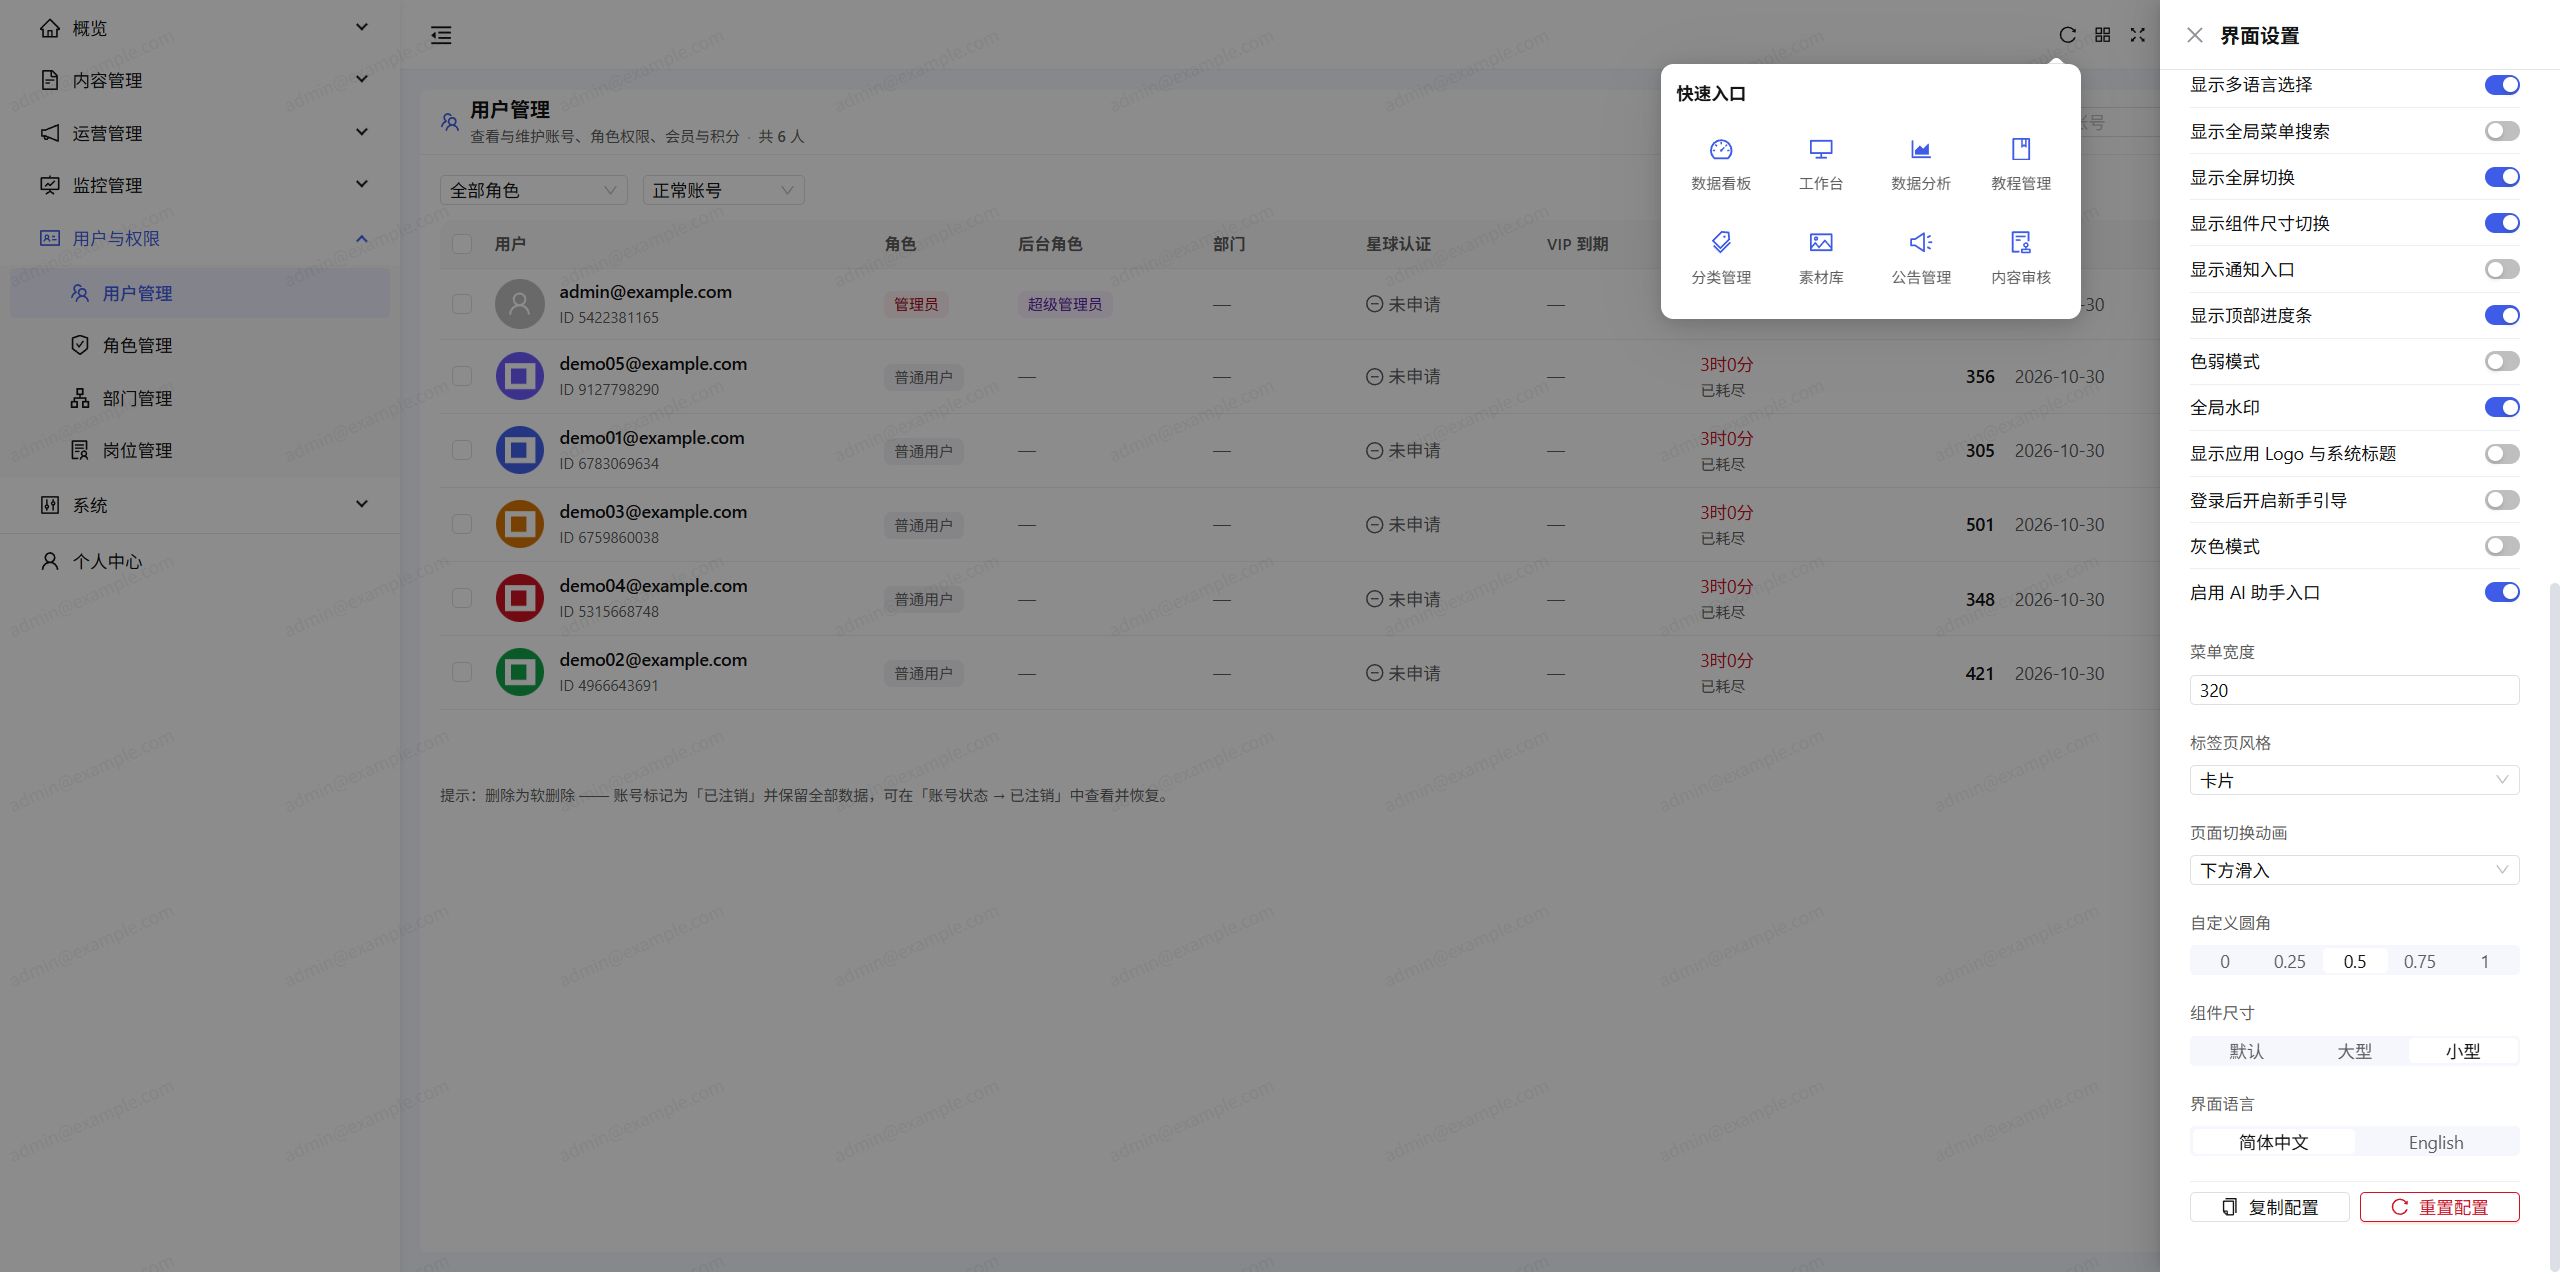 概览
内容管理
运营管理
监控管理
用户与权限
用户管理
角色管理
部门管理
岗位管理
系统
个人中心
用户管理
查看与维护账号、角色权限、会员与积分 · 共 6 人
全部角色
正常账号
用户 角色 后台角色 部门 星球认证 VIP 到期
admin@example.com
ID 5422381165
管理员 超级管理员 — 未申请 — -30
demo05@example.com
ID 9127798290
普通用户 — — 未申请 — 3时0分 已耗尽 356 2026-10-30
demo01@example.com
ID 6783069634
普通用户 — — 未申请 — 3时0分 已耗尽 305 2026-10-30
demo03@example.com
ID 6759860038
普通用户 — — 未申请 — 3时0分 已耗尽 501 2026-10-30
demo04@example.com
ID 5315668748
普通用户 — — 未申请 — 3时0分 已耗尽 348 2026-10-30
demo02@example.com
ID 4966643691
普通用户 — — 未申请 — 3时0分 已耗尽 421 2026-10-30
提示：删除为软删除 —— 账号标记为「已注销」并保留全部数据，可在「账号状态 → 已注销」中查看并恢复。
快速入口
数据看板 工作台 数据分析 教程管理
分类管理 素材库 公告管理 内容审核
界面设置
显示多语言选择
显示全局菜单搜索
显示全屏切换
显示组件尺寸切换
显示通知入口
显示顶部进度条
色弱模式
全局水印
显示应用 Logo 与系统标题
登录后开启新手引导
灰色模式
启用 AI 助手入口
菜单宽度
320
标签页风格
卡片
页面切换动画
下方滑入
自定义圆角
0 0.25 0.5 0.75 1
组件尺寸
默认 大型 小型
界面语言
简体中文 English
复制配置 重置配置